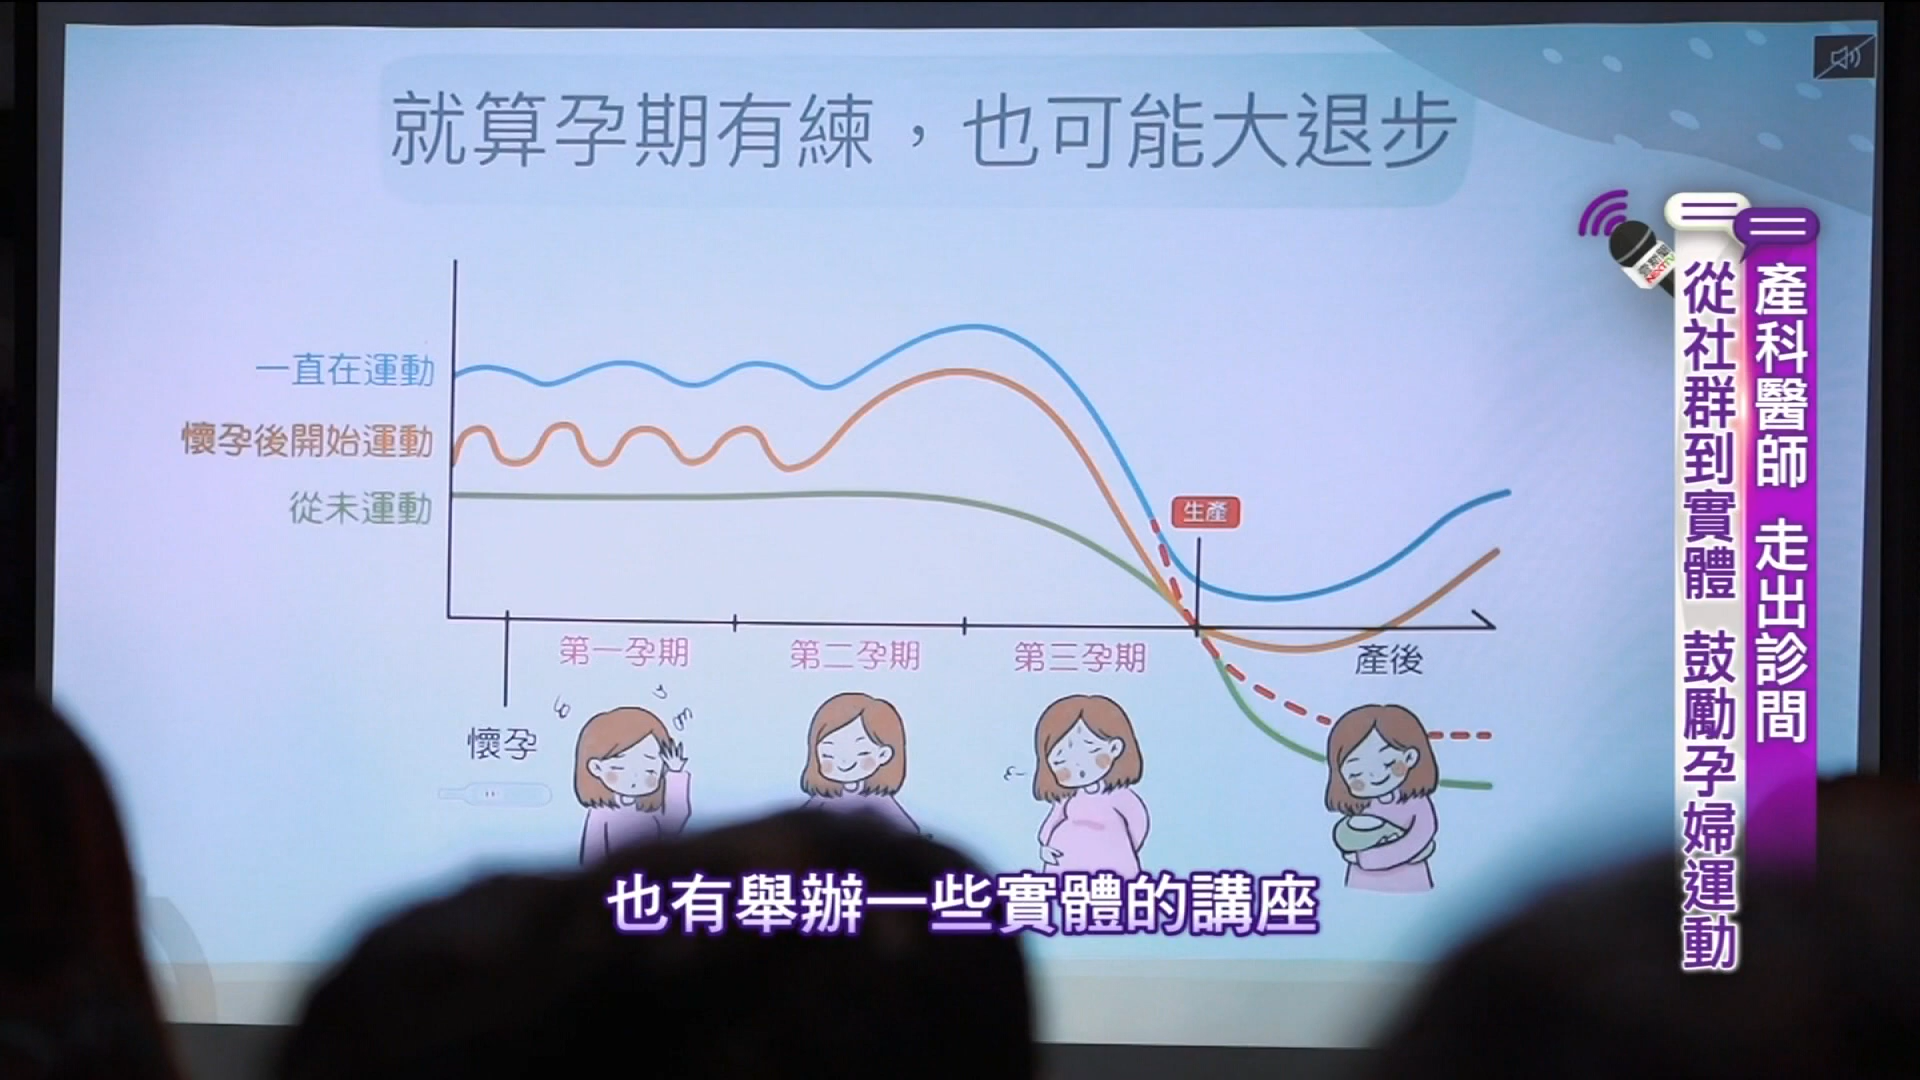 就算孕期有練，也可能大退步
一直在運動
懷孕後開始運動
從未運動
生產
第一孕期
第二孕期
第三孕期
產後
懷孕
產科醫師 走出診間
從社群到實體 鼓勵孕婦運動
也有舉辦一些實體的講座